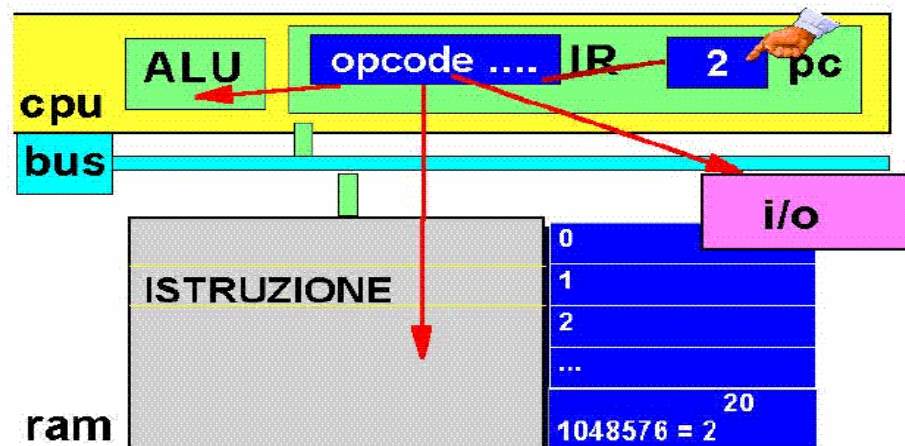 ALU
opcode ....
IR
2
pc
cpu
bus
i/o
0
ISTRUZIONE
1
2
...
20
1048576 = 2
ram